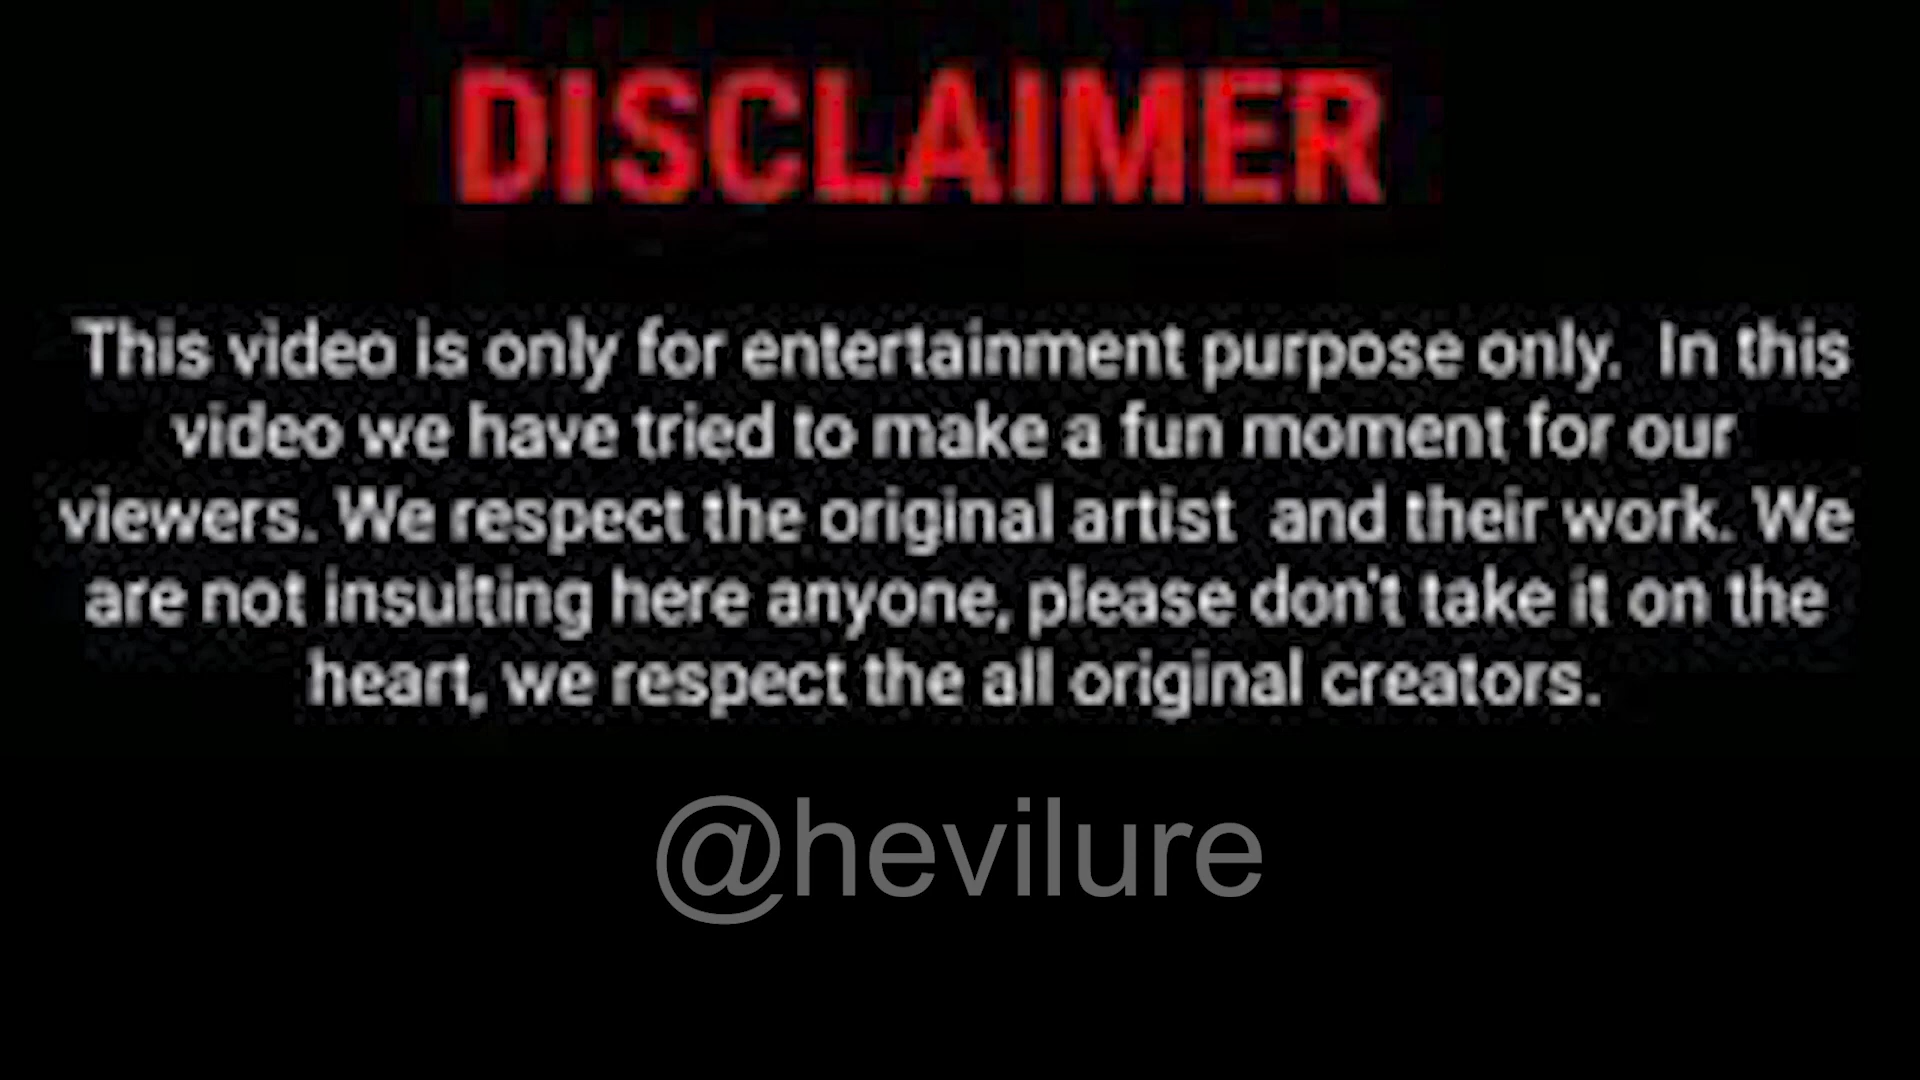 DISCLAIMER
This video is only for entertainment purpose only. In this
video we have tried to make a fun moment for our
viewers. We respect the original artist and their work. We
are not insulting here anyone, please don't take it on the
heart, we respect the all original creators.
@hevilure